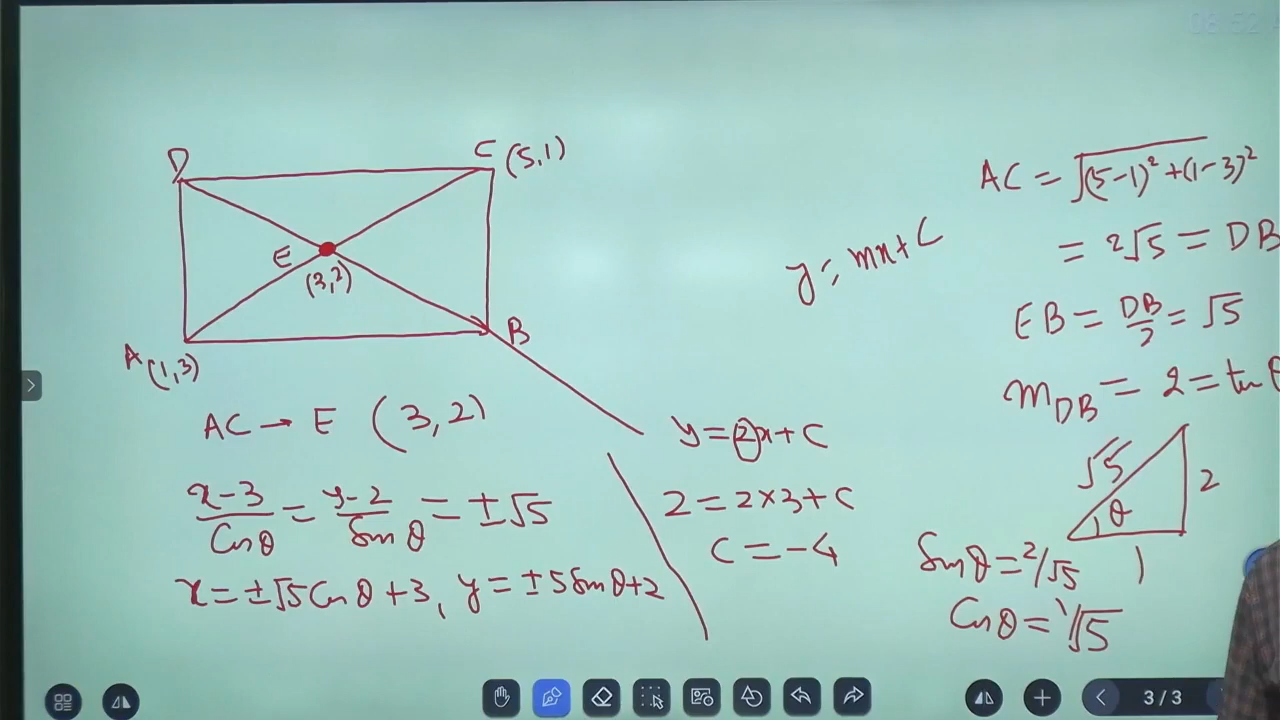 D
C (5,1)
E
(3,2)
A (1,3)
B
AC → E (3,2)
x-3/Cosθ = y-2/Sinθ = ±√5
x = ±√5 Cosθ + 3, y = ±5 Sinθ + 2
y = mx + C
y = 2x + C
2 = 2×3 + C
C = -4
AC = √(5-1)² + (1-3)²
= 2√5 = DB
EB = DB/2 = √5
m_DB = 2 = tan θ
√5
θ
2
1
Sinθ = 2/√5
Cosθ = 1/√5
3/3